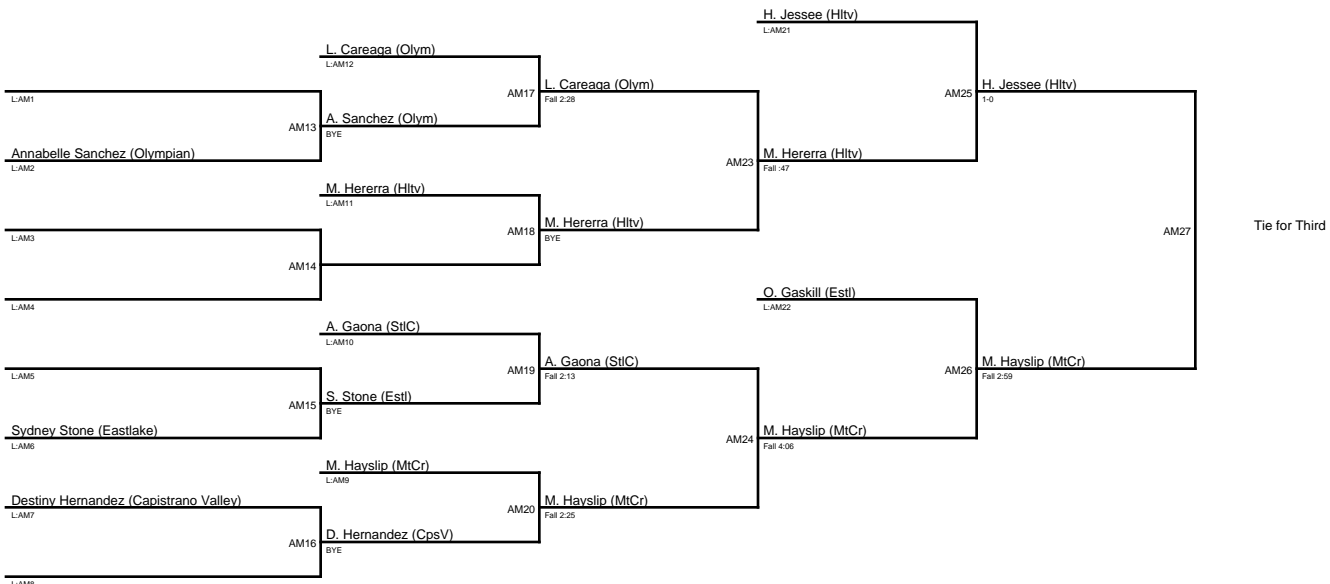 H. Jessee (Hltv)
L:AM21
L. Careaga (Olym)
L:AM12
L:AM1
AM17
L. Careaga (Olym)
Fall 2:28
AM25
H. Jessee (Hltv)
1-0
AM13
A. Sanchez (Olym)
BYE
Annabelle Sanchez (Olympian)
L:AM2
AM23
M. Hererra (Hltv)
Fall :47
M. Hererra (Hltv)
L:AM11
L:AM3
AM18
M. Hererra (Hltv)
BYE
AM27
Tie for Third
AM14
L:AM4
O. Gaskill (Estl)
L:AM22
A. Gaona (StlC)
L:AM10
L:AM5
AM19
A. Gaona (StlC)
Fall 2:13
AM26
M. Hayslip (MtCr)
Fall 2:59
AM15
S. Stone (Estl)
BYE
Sydney Stone (Eastlake)
L:AM6
AM24
M. Hayslip (MtCr)
Fall 4:06
M. Hayslip (MtCr)
L:AM9
Destiny Hernandez (Capistrano Valley)
L:AM7
AM20
M. Hayslip (MtCr)
Fall 2:25
AM16
D. Hernandez (CpsV)
BYE
L:AM8